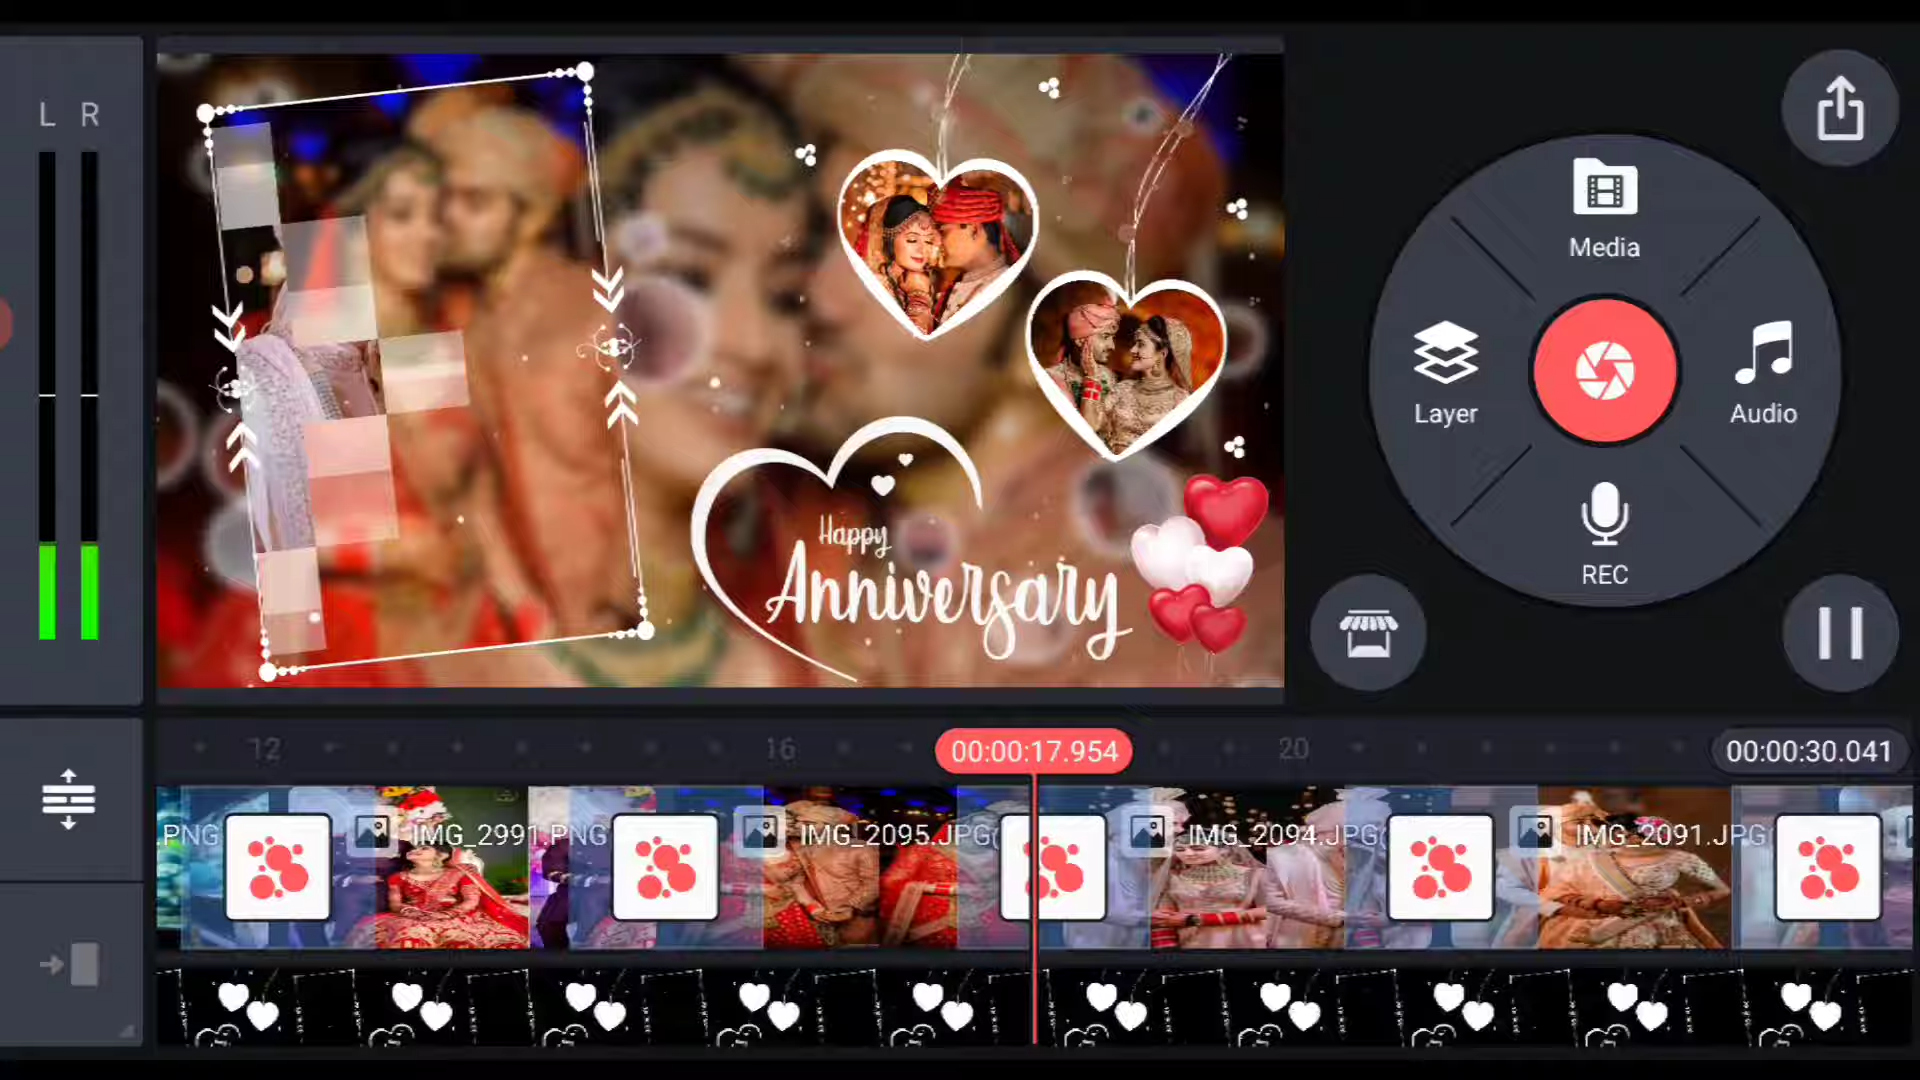 L R
Media
Layer
Audio
REC
Happy
Anniversary
12
16
00:00:17.954
20
00:00:30.041
.PNG
IMG_2991.PNG
IMG_2095.JPG(
IMG_2094.JPG(
IMG_2091.JPG